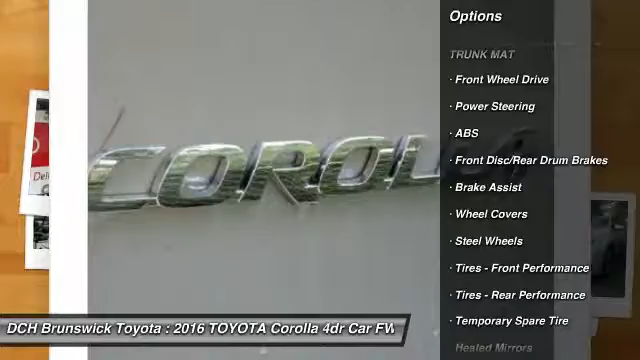 Options
TRUNK MAT
· Front Wheel Drive
· Power Steering
· ABS
· Front Disc/Rear Drum Brakes
· Brake Assist
· Wheel Covers
· Steel Wheels
· Tires - Front Performance
· Tires - Rear Performance
· Temporary Spare Tire
Heated Mirrors
COROL
DCH Brunswick Toyota : 2016 TOYOTA Corolla 4dr Car FW